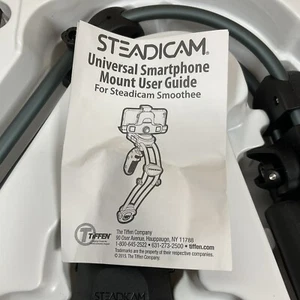 STEADICAM®
Universal Smartphone
Mount User Guide
For Steadicam Smoothee
TIFFEN
The Tiffen Company
90 Oser Avenue, Hauppauge, NY 11788
1-800-645-2522 • 631-273-2500 • tiffen.com
Trademarks are the property of their respective companies.
© 2015 The Tiffen Company.
STEADICAM